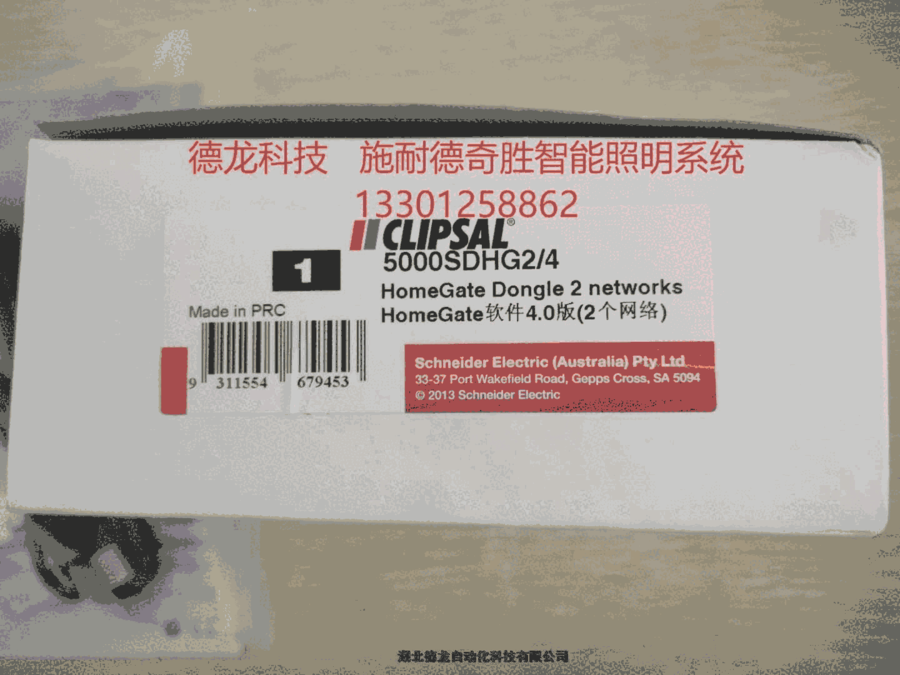 德龙科技 施耐德奇胜智能照明系统
13301258862
CLIPSAL®
1
5000SDHG2/4
HomeGate Dongle 2 networks
Made in PRC
HomeGate软件4.0版(2个网络)
9 311554 679453
Schneider Electric (Australia) Pty Ltd
33-37 Port Wakefield Road, Gepps Cross, SA 5094
© 2013 Schneider Electric
湖北德龙自动化科技有限公司